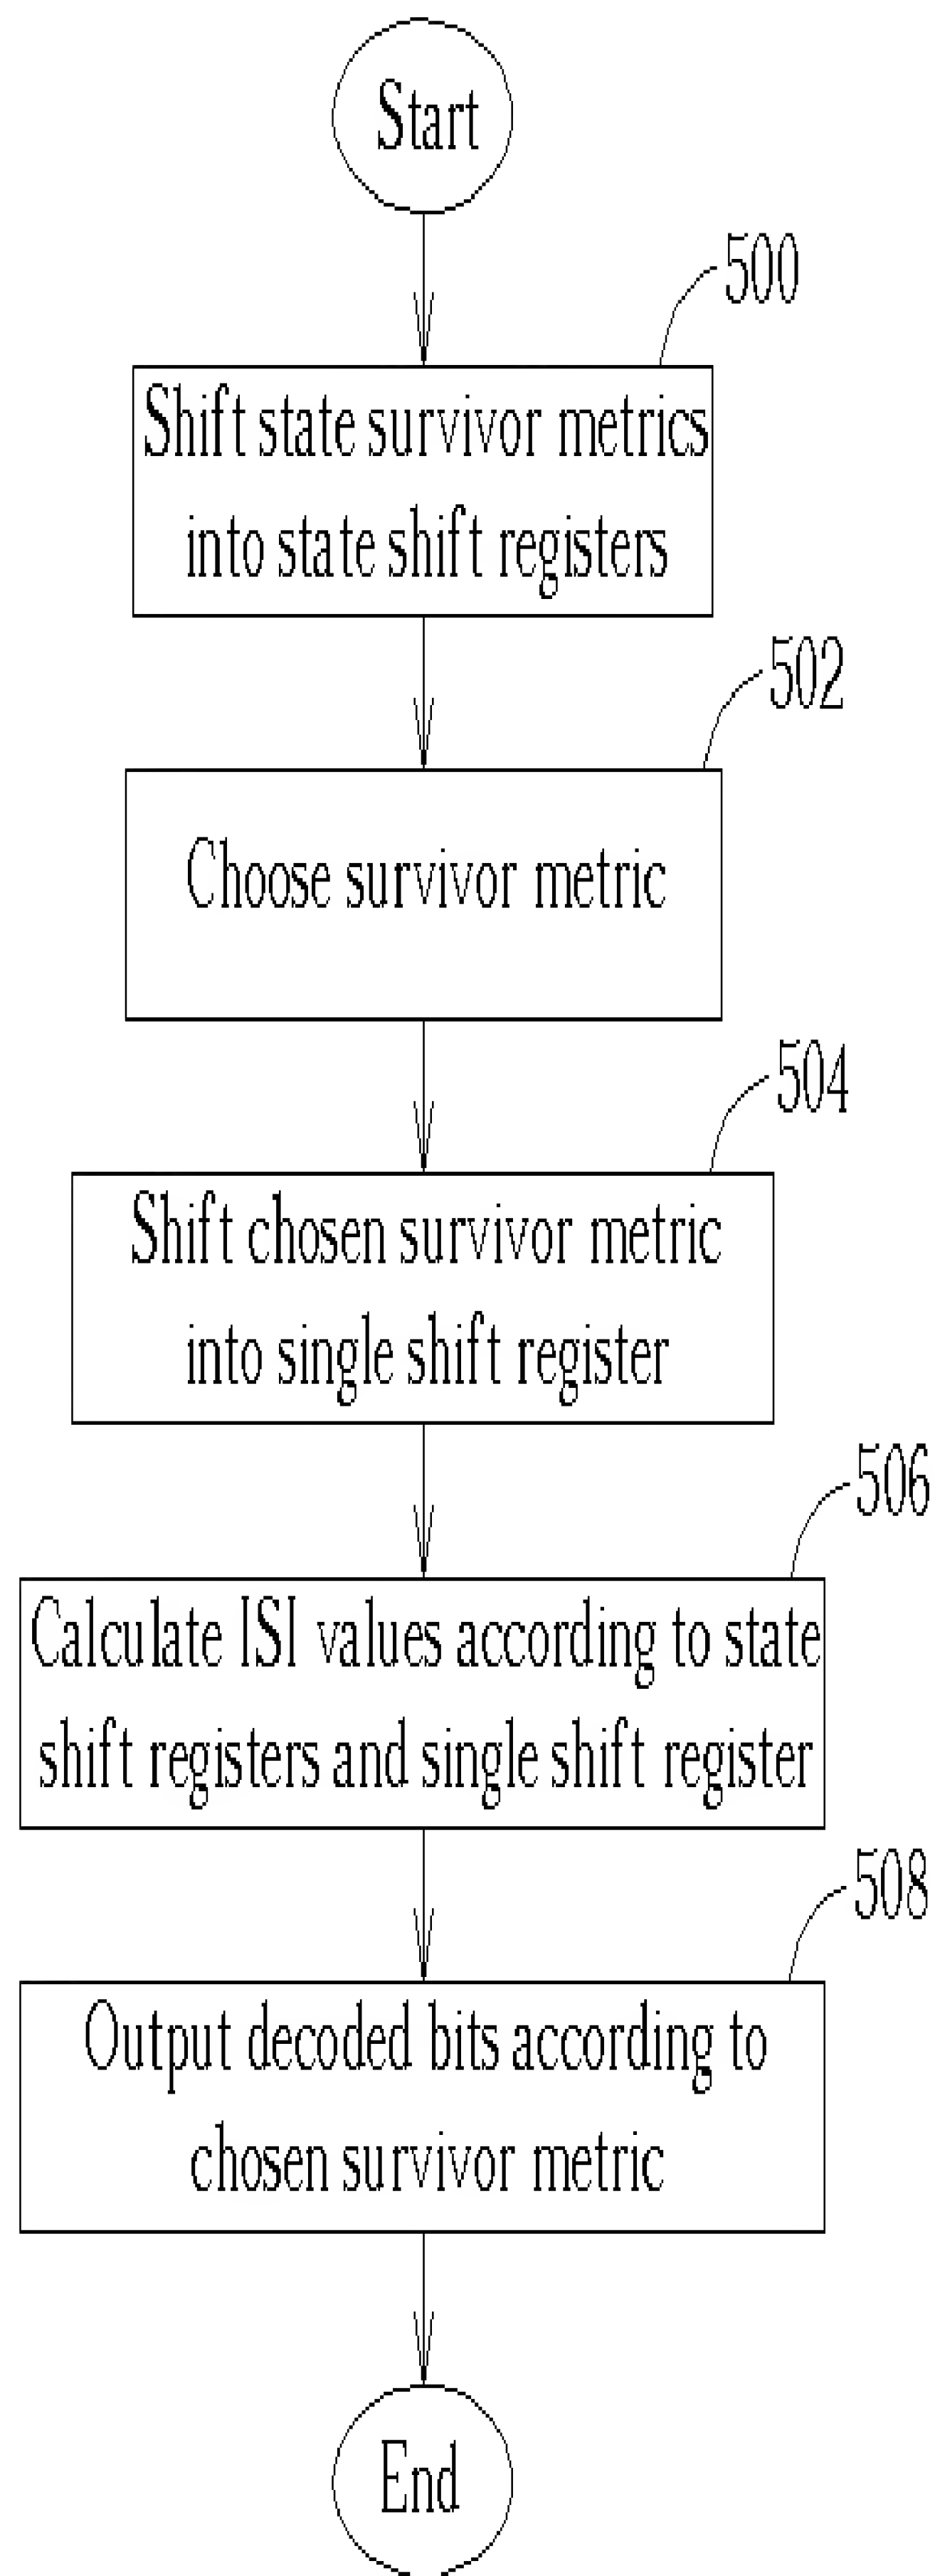 Start
500
Shift state survivor metrics
into state shift registers
502
Choose survivor metric
504
Shift chosen survivor metric
into single shift register
506
Calculate ISI values according to state
shift registers and single shift register
508
Output decoded bits according to
chosen survivor metric
End